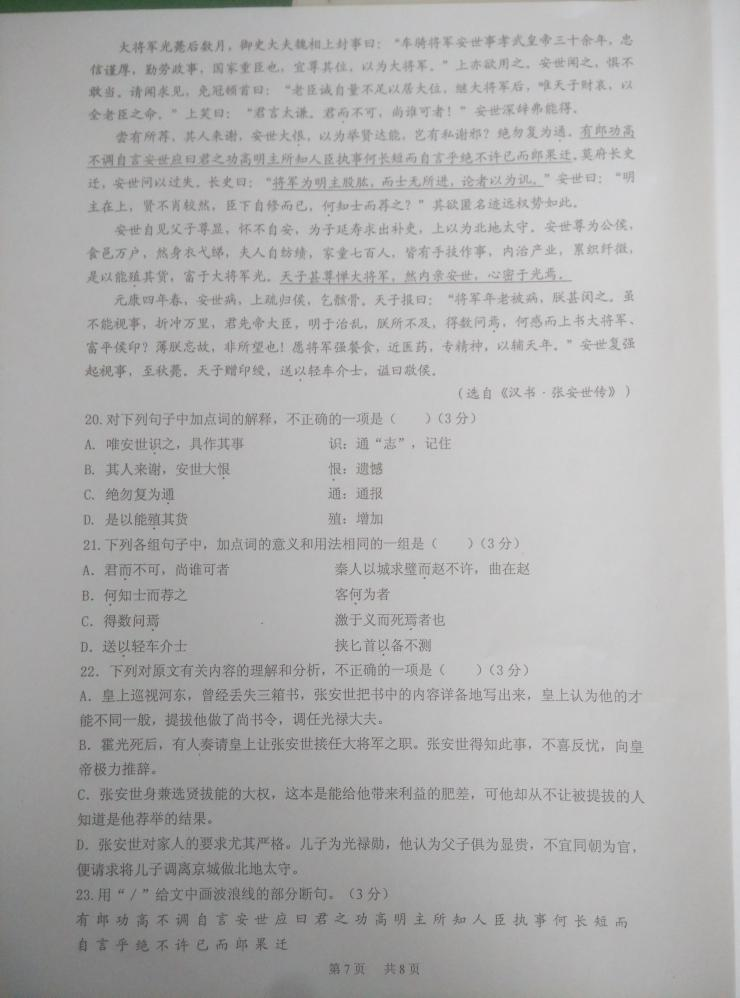 大将军光薨后数月，御史大夫魏相上封事曰：“车骑将军安世事孝武皇帝三十余年，忠
信谨厚，勤劳政事，国家重臣也，宜尊其位，以为大将军。”上亦欲用之。安世闻之，惧不
敢当。请闻求见，免冠顿首曰：“老臣诚自量不足以居大位，继大将军后，唯天子财哀，以
全老臣之命。”上笑曰：“君言太谦。君而不可，尚谁可者！”安世深辞弗能得。
尝有所荐，其人来谢，安世大恨，以为举贤达能，岂有私谢邪？绝勿复为通。有郎功高
不调自言安世应曰君之功高明主所知人臣执事何长短而自言乎绝不许已而郎果迁。莫府长史
迁，安世问以过失。长史曰：“将军为明主股肱，而士无所进，论者以为讥。”安世曰：“明
主在上，贤不肖较然，臣下自修而已，何知士而荐之？”其欲匿名迹远权势如此。
安世自见父子尊显，怀不自安，为子延寿求出补吏，上以为北地太守。安世尊为公侯，
食邑万户，然身衣弋绨，夫人自纺绩，家童七百人，皆有手技作事，内治产业，累织纤微，
是以能殖其货，富于大将军光。天子甚尊惮大将军，然内亲安世，心密于光焉。
元康四年春，安世病，上疏归侯，乞骸骨。天子报曰：“将军年老被病，朕甚闵之。虽
不能视事，折冲万里，君先帝大臣，明于治乱，朕所不及，得数问焉，何感而上书大将军、
富平侯印？薄朕忘故，非所望也！愿将军强餐食，近医药，专精神，以辅天年。”安世复强
起视事，至秋薨。天子赠印绶，送以轻车介士，谥曰敬侯。
（选自《汉书·张安世传》）
20.对下列句子中加点词的解释，不正确的一项是（　　）（3分）
A. 唯安世识之，具作其事　　识：通“志”，记住
B. 其人来谢，安世大恨　　恨：遗憾
C. 绝勿复为通　　通：通报
D. 是以能殖其货　　殖：增加
21.下列各组句子中，加点词的意义和用法相同的一组是（　　）（3分）
A．君而不可，尚谁可者　　秦人以城求璧而赵不许，曲在赵
B．何知士而荐之　　客何为者
C．得数问焉　　激于义而死焉者也
D．送以轻车介士　　挟匕首以备不测
22．下列对原文有关内容的理解和分析，不正确的一项是（　　）（3分）
A．皇上巡视河东，曾经丢失三箱书，张安世把书中的内容详备地写出来，皇上认为他的才
能不同一般，提拔他做了尚书令，调任光禄大夫。
B．霍光死后，有人奏请皇上让张安世接任大将军之职。张安世得知此事，不喜反忧，向皇
帝极力推辞。
C．张安世身兼选贤拔能的大权，这本是能给他带来利益的肥差，可他却从不让被提拔的人
知道是他荐举的结果。
D．张安世对家人的要求尤其严格。儿子为光禄勋，他认为父子俱为显贵，不宜同朝为官，
便请求将儿子调离京城做北地太守。
23.用“/”给文中画波浪线的部分断句。（3分）
有郎功高不调自言安世应曰君之功高明主所知人臣执事何长短而
自言乎绝不许已而郎果迁
第7页　共8页